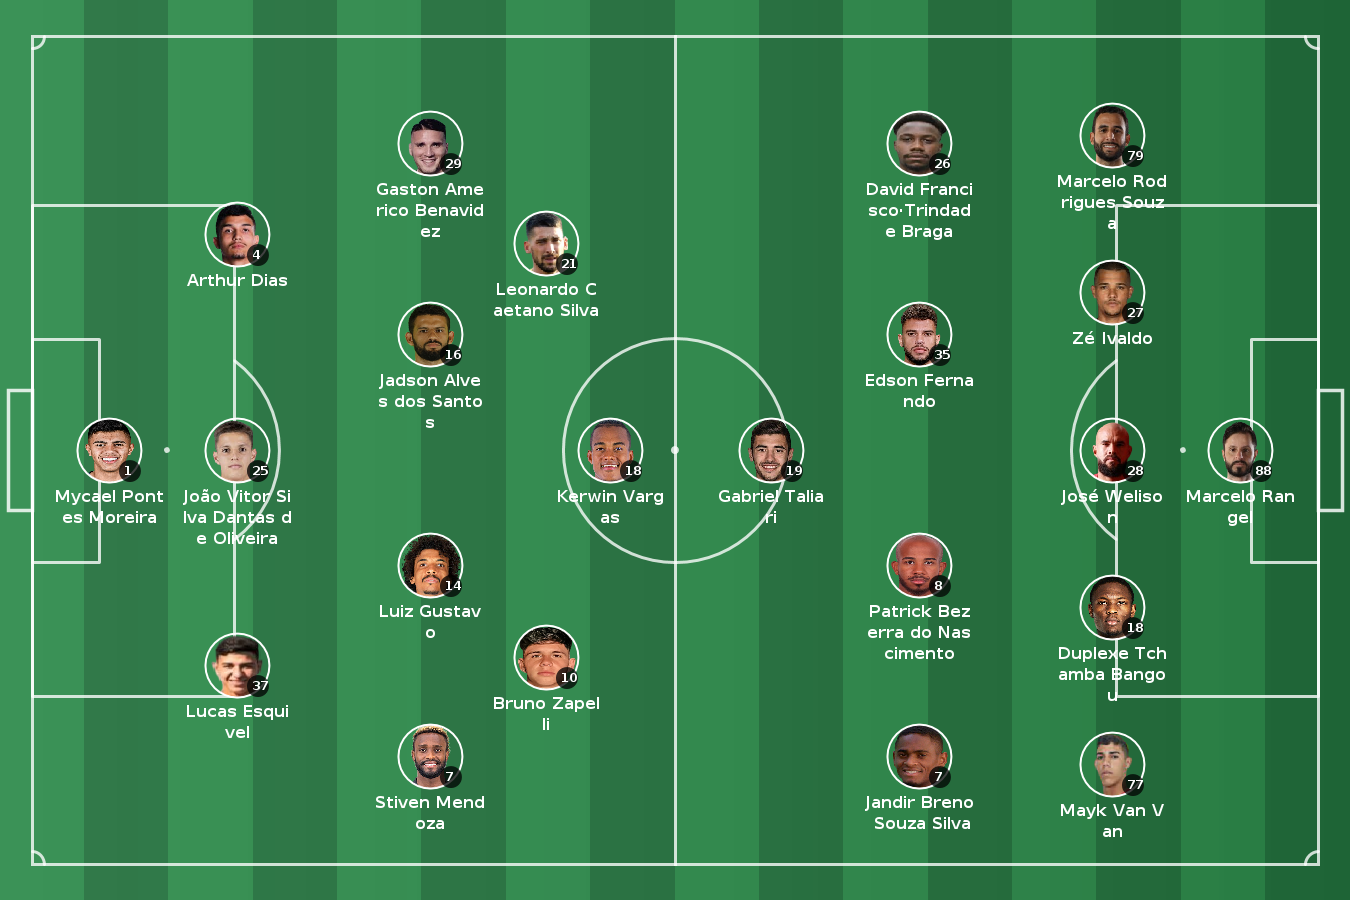 29
Gaston Ame
rico Benavid
ez
26
David Franci
sco·Trindad
e Braga
79
Marcelo Rod
rigues Souz
a
4
Arthur Dias
21
Leonardo C
aetano Silva
27
Zé Ivaldo
16
Jadson Alve
s dos Santo
s
35
Edson Ferna
ndo
1
Mycael Pont
es Moreira
25
João Vitor Si
lva Dantas d
e Oliveira
18
Kerwin Varg
as
19
Gabriel Talia
ri
28
José Weliso
n
88
Marcelo Ran
gel
14
Luiz Gustav
o
8
Patrick Bez
erra do Nas
cimento
18
Duplexe Tch
amba Bango
u
37
Lucas Esqui
vel
10
Bruno Zapel
li
7
Stiven Mend
oza
7
Jandir Breno
Souza Silva
77
Mayk Van V
an